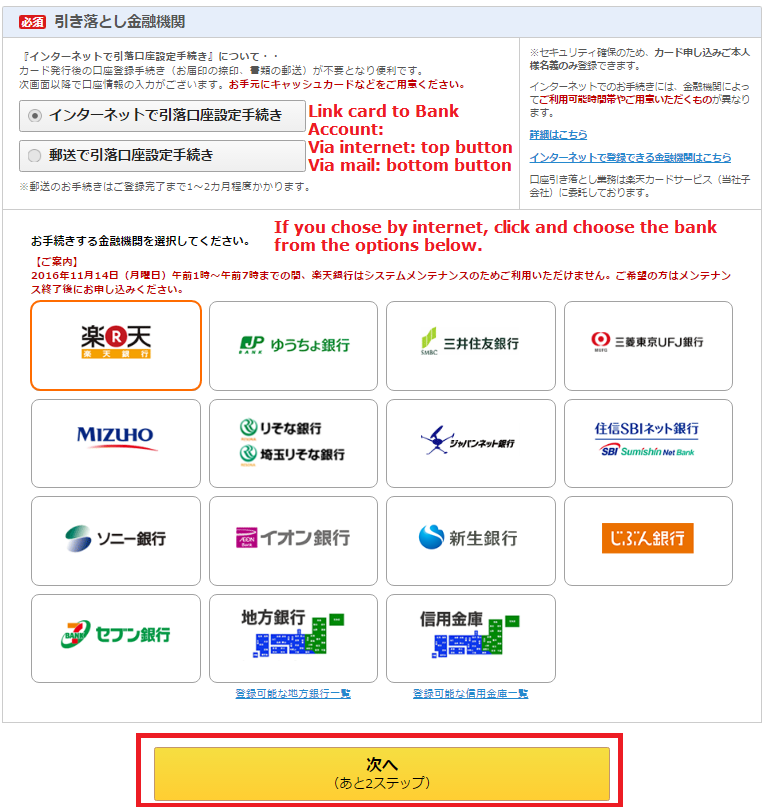 必須 引き落とし金融機関
『インターネットで引落口座設定手続き』について・・
カード発行後の口座登録手続き（お届印の捺印、書類の郵送）が不要となり便利です。
次画面以降で口座情報の入力がございます。お手元にキャッシュカードなどをご用意ください。
インターネットで引落口座設定手続き
郵送で引落口座設定手続き
※郵送のお手続きはご登録完了まで1～2カ月程度かかります。
Link card to Bank
Account:
Via internet: top button
Via mail: bottom button
※セキュリティ確保のため、カード申し込みご本人
様名義のみ登録できます。
インターネットでのお手続きには、金融機関によっ
てご利用可能時間帯やご用意いただくものが異なり
ます。
詳細はこちら
インターネットで登録できる金融機関はこちら
口座引き落とし業務は楽天カードサービス（当社子
会社）に委託しております。
If you chose by internet, click and choose the bank
from the options below.
お手続きする金融機関を選択してください。
【ご案内】
2016年11月14日（月曜日）午前1時～午前7時までの間、楽天銀行はシステムメンテナンスのためご利用いただけません。ご希望の方はメンテナン
ス終了後にお申し込みください。
楽R天
楽天銀行
JP BANK ゆうちょ銀行
SMBC 三井住友銀行
MUFG 三菱東京UFJ銀行
MIZUHO
りそな銀行
埼玉りそな銀行
ジャパンネット銀行
住信SBIネット銀行
SBI Sumishin Net Bank
ソニー銀行
AEON Bank イオン銀行
新生銀行
じぶん銀行
7 BANK セブン銀行
地方銀行
信用金庫
登録可能な地方銀行一覧
登録可能な信用金庫一覧
次へ
（あと2ステップ）